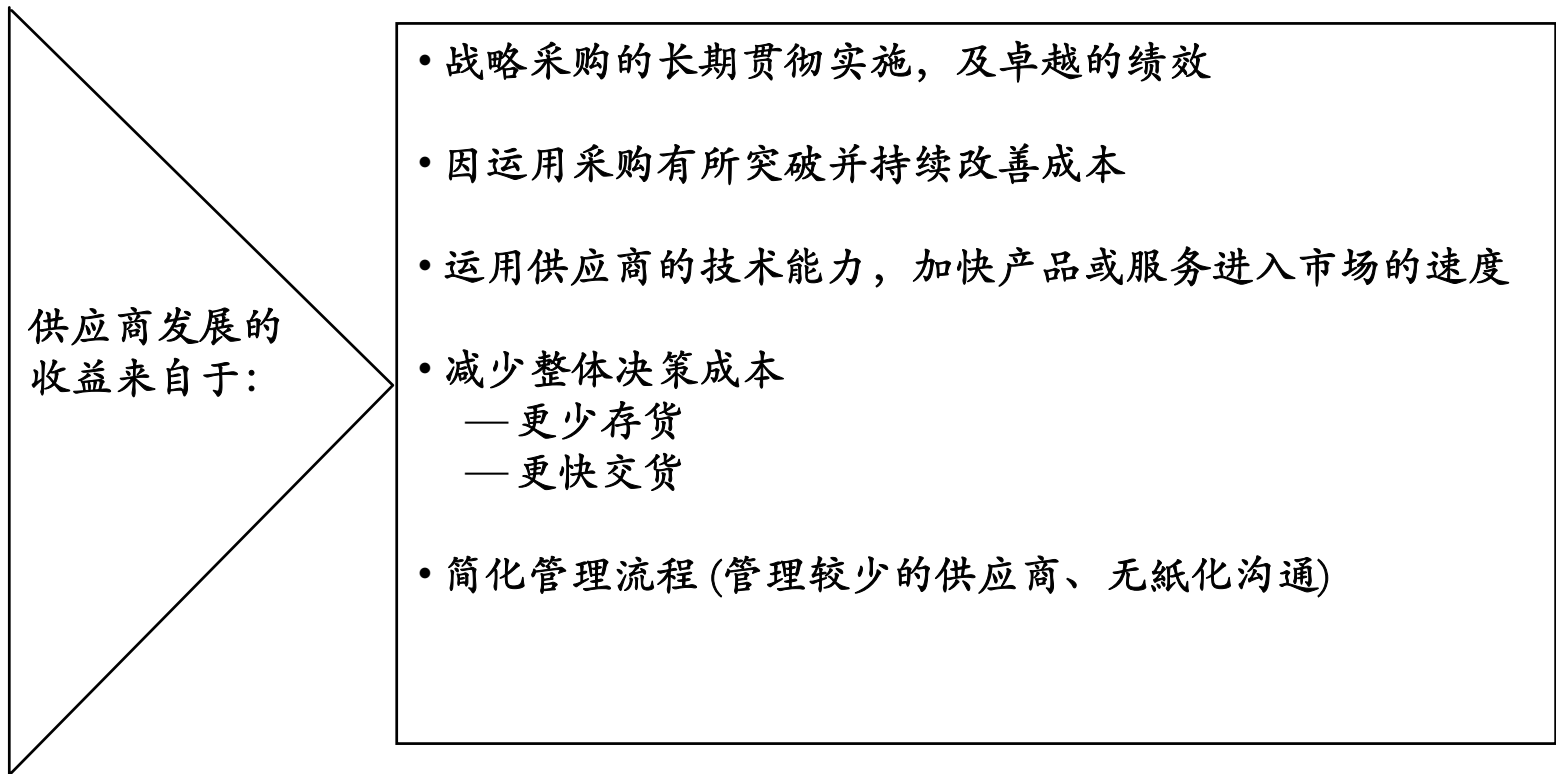 供应商发展的
收益来自于：
• 战略采购的长期贯彻实施，及卓越的绩效
• 因运用采购有所突破并持续改善成本
• 运用供应商的技术能力，加快产品或服务进入市场的速度
• 减少整体决策成本
— 更少存货
— 更快交货
• 简化管理流程 (管理较少的供应商、无紙化沟通)